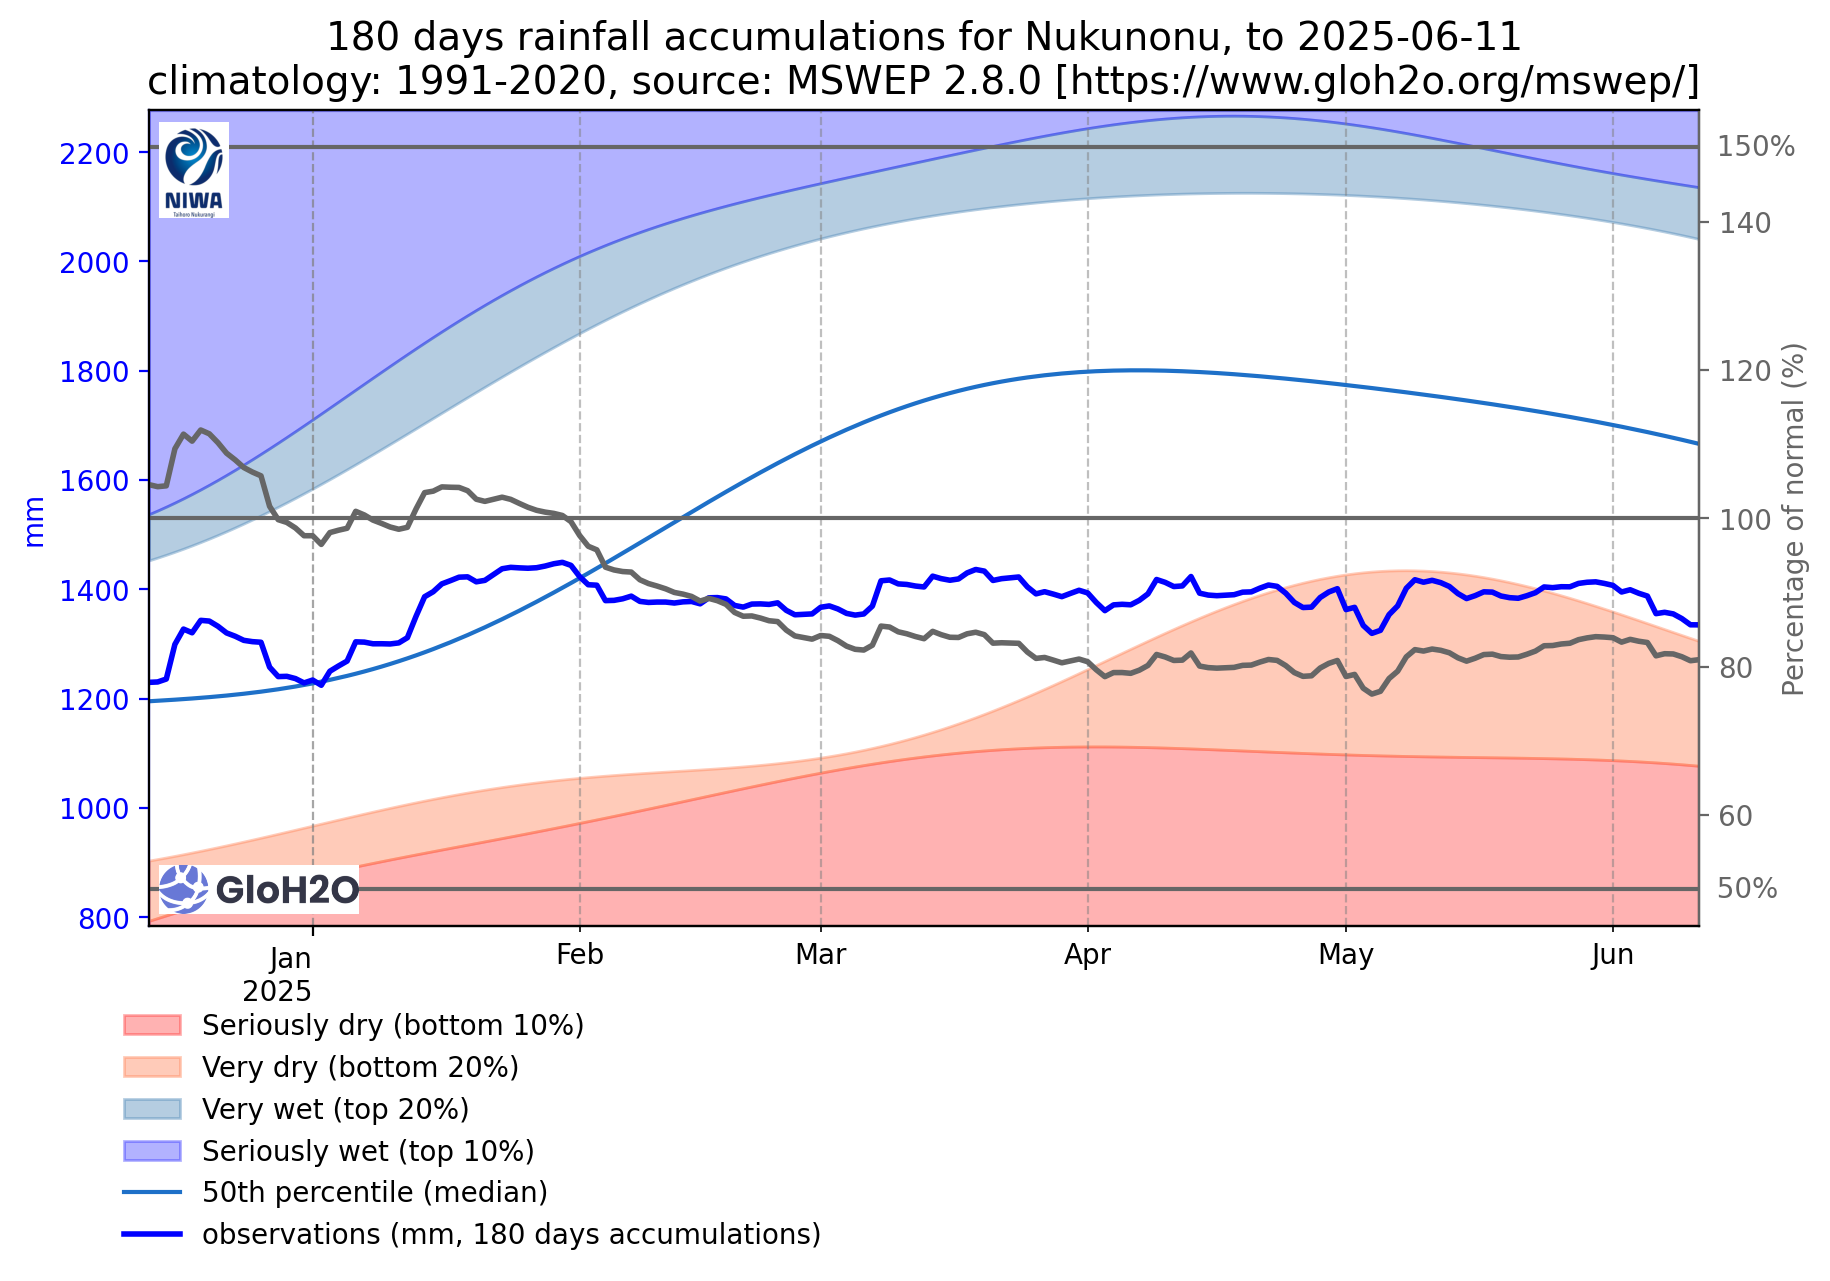 180 days rainfall accumulations for Nukunonu, to 2025-06-11
climatology: 1991-2020, source: MSWEP 2.8.0 [https://www.gloh2o.org/mswep/]
NIWA
Taihoro Nukurangi
2200
2000
1800
1600
1400
1200
1000
800
mm
150%
140
120
100
80
60
50%
Percentage of normal (%)
GloH2O
Jan
2025
Feb
Mar
Apr
May
Jun
Seriously dry (bottom 10%)
Very dry (bottom 20%)
Very wet (top 20%)
Seriously wet (top 10%)
50th percentile (median)
observations (mm, 180 days accumulations)